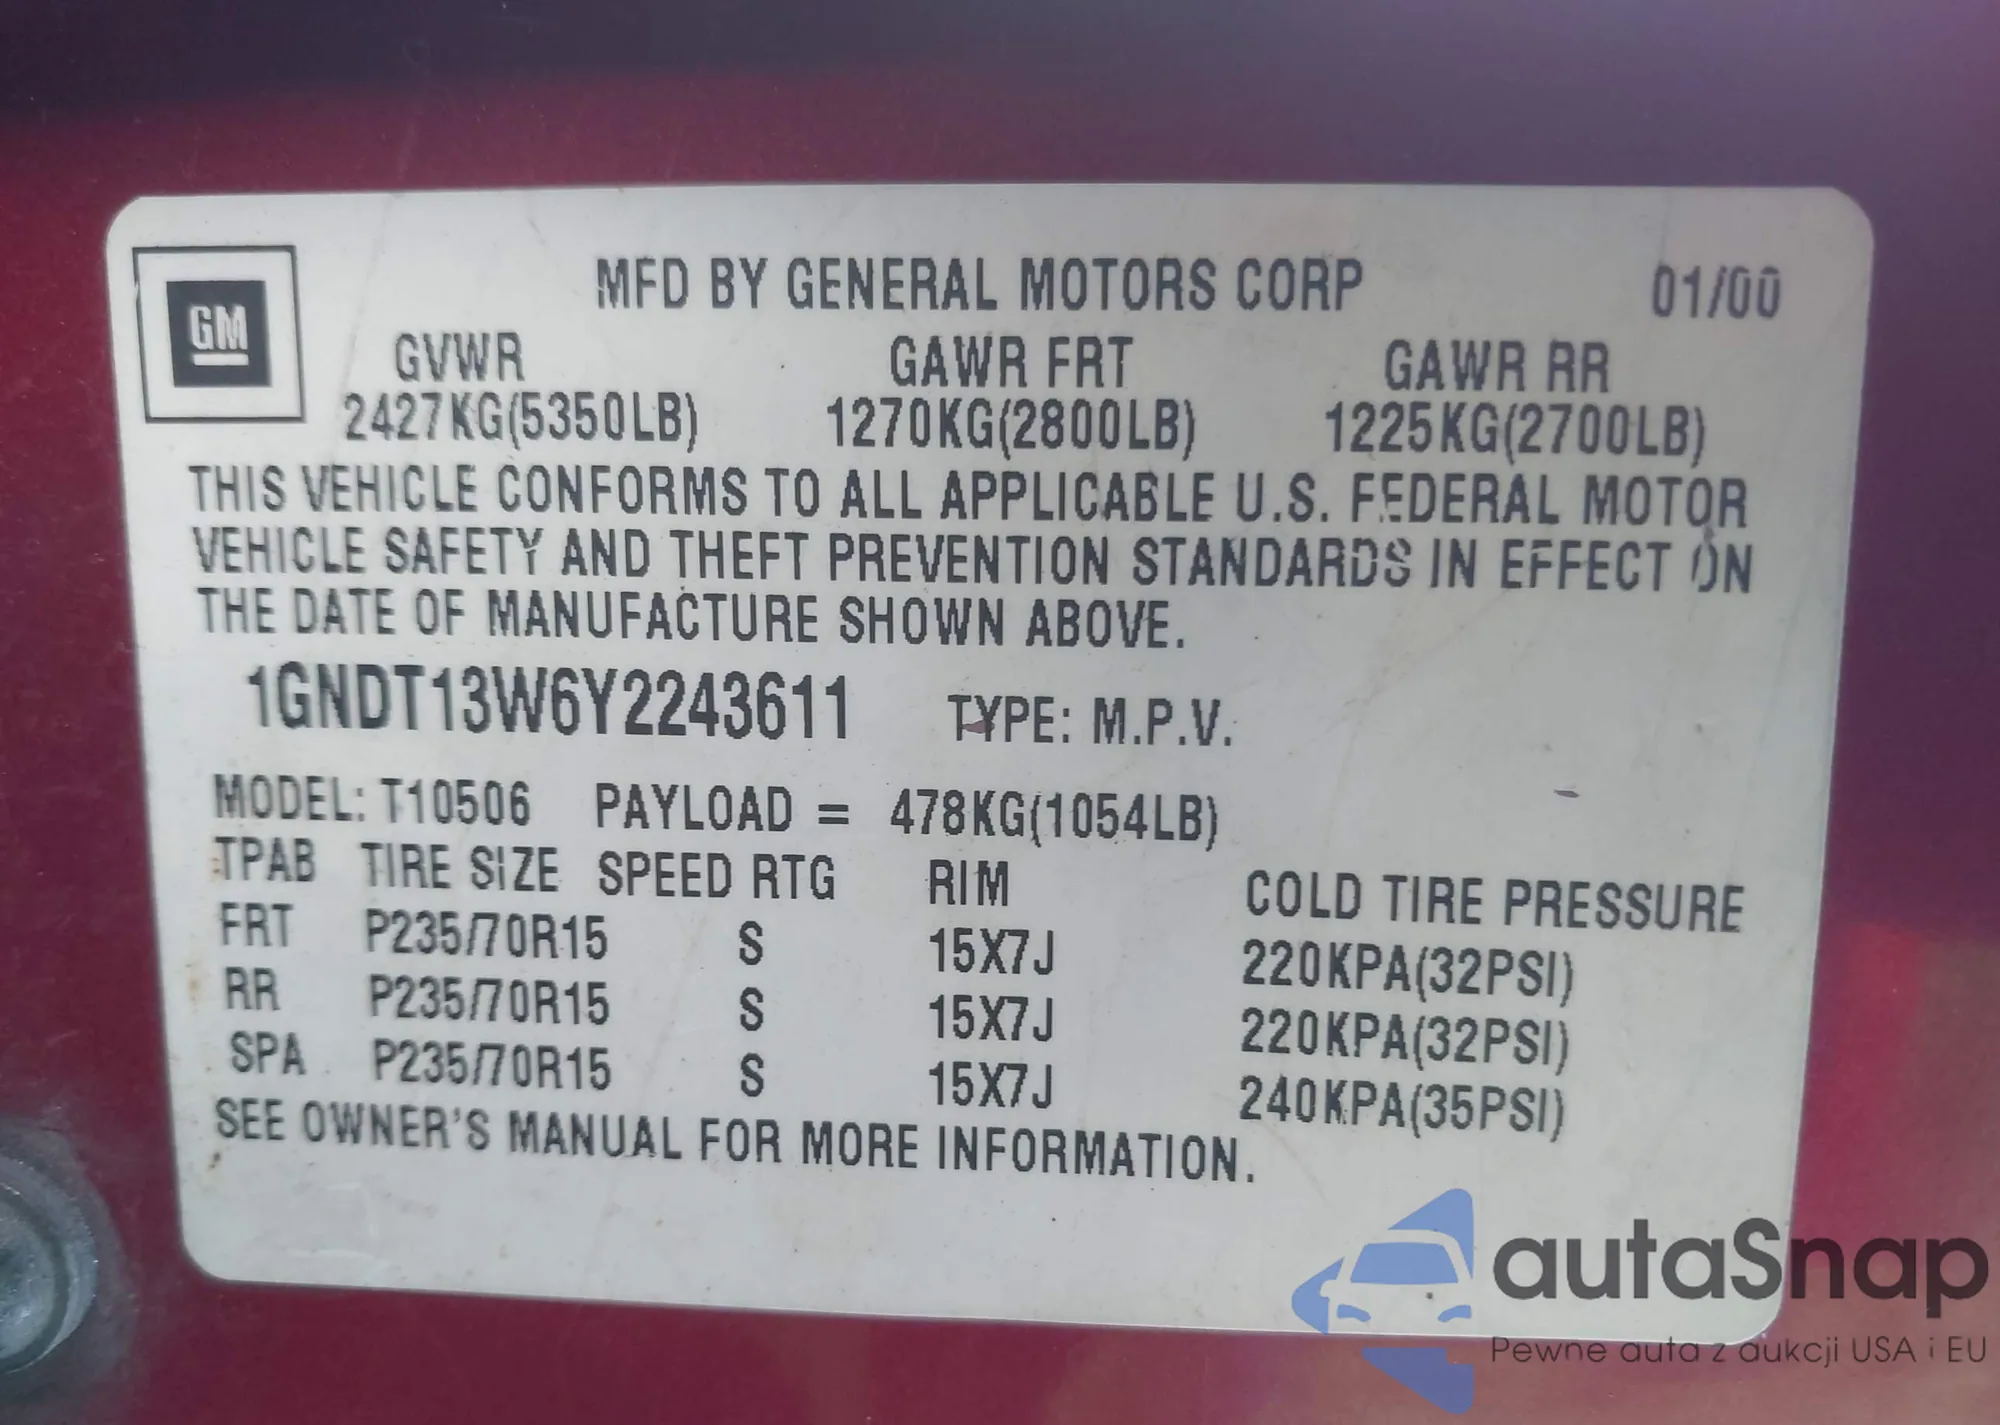 GM
MFD BY GENERAL MOTORS CORP 01/00
GVWR GAWR FRT GAWR RR
2427KG(5350LB) 1270KG(2800LB) 1225KG(2700LB)
THIS VEHICLE CONFORMS TO ALL APPLICABLE U.S. FEDERAL MOTOR
VEHICLE SAFETY AND THEFT PREVENTION STANDARDS IN EFFECT ON
THE DATE OF MANUFACTURE SHOWN ABOVE.
1GNDT13W6Y2243611 TYPE: M.P.V.
MODEL: T10506 PAYLOAD = 478KG(1054LB)
TPAB TIRE SIZE SPEED RTG RIM COLD TIRE PRESSURE
FRT P235/70R15 S 15X7J 220KPA(32PSI)
RR P235/70R15 S 15X7J 220KPA(32PSI)
SPA P235/70R15 S 15X7J 240KPA(35PSI)
SEE OWNER'S MANUAL FOR MORE INFORMATION.
autaSnap
Pewne auta z aukcji USA i EU